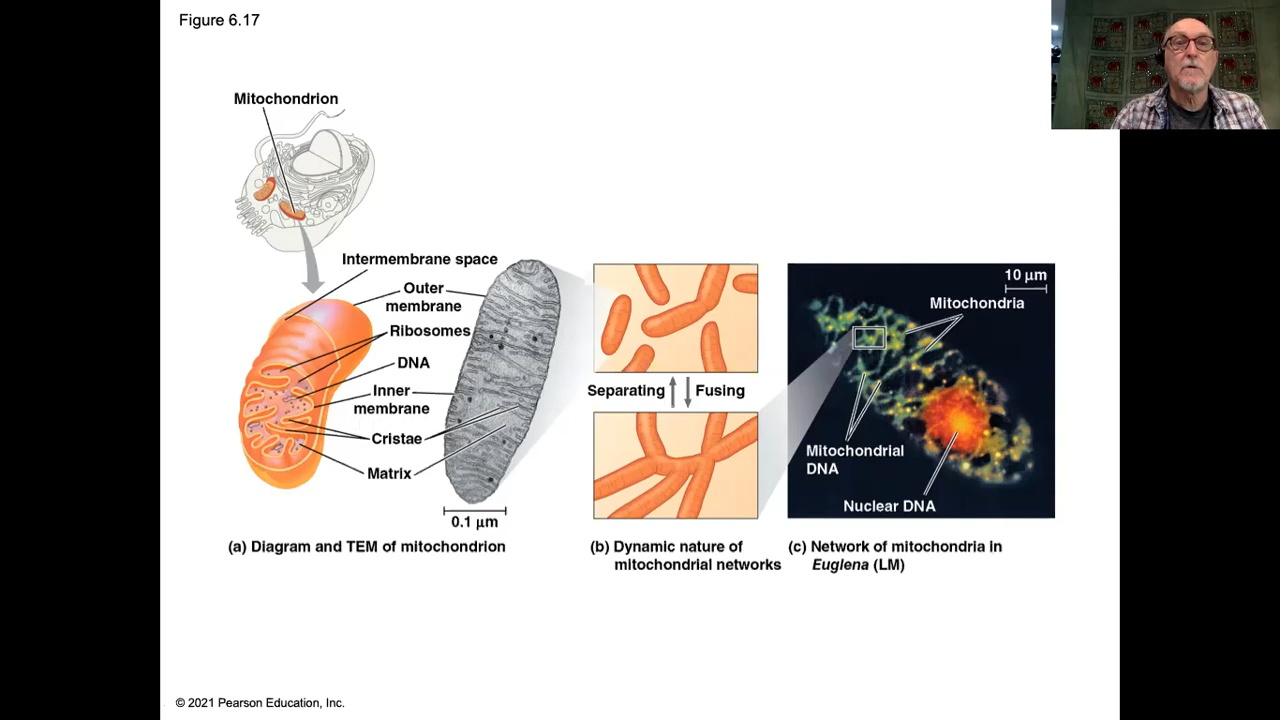 Figure 6.17
Mitochondrion
Intermembrane space
Outer
membrane
Ribosomes
DNA
Inner
membrane
Cristae
Matrix
0.1 μm
(a) Diagram and TEM of mitochondrion
Separating
Fusing
(b) Dynamic nature of
mitochondrial networks
10 μm
Mitochondria
Mitochondrial
DNA
Nuclear DNA
(c) Network of mitochondria in
Euglena (LM)
© 2021 Pearson Education, Inc.